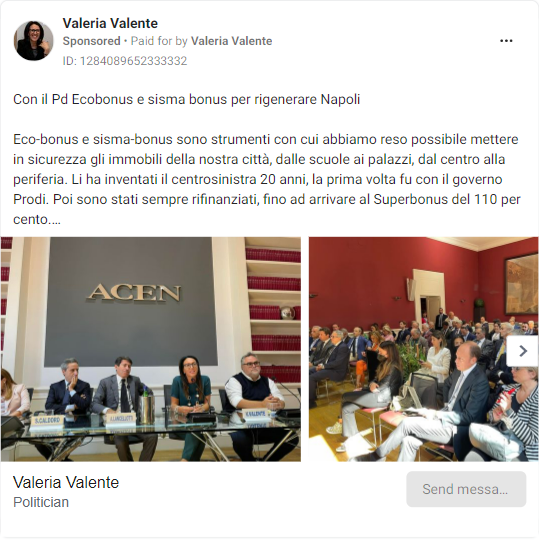 Valeria Valente
Sponsored • Paid for by Valeria Valente
ID: 1284089652333332
Con il Pd Ecobonus e sisma bonus per rigenerare Napoli
Eco-bonus e sisma-bonus sono strumenti con cui abbiamo reso possibile mettere
in sicurezza gli immobili della nostra città, dalle scuole ai palazzi, dal centro alla
periferia. Li ha inventati il centrosinistra 20 anni, la prima volta fu con il governo
Prodi. Poi sono stati sempre rifinanziati, fino ad arrivare al Superbonus del 110 per
cento....
ACEN
VALENTE
Valeria Valente
Politician
Send messa...